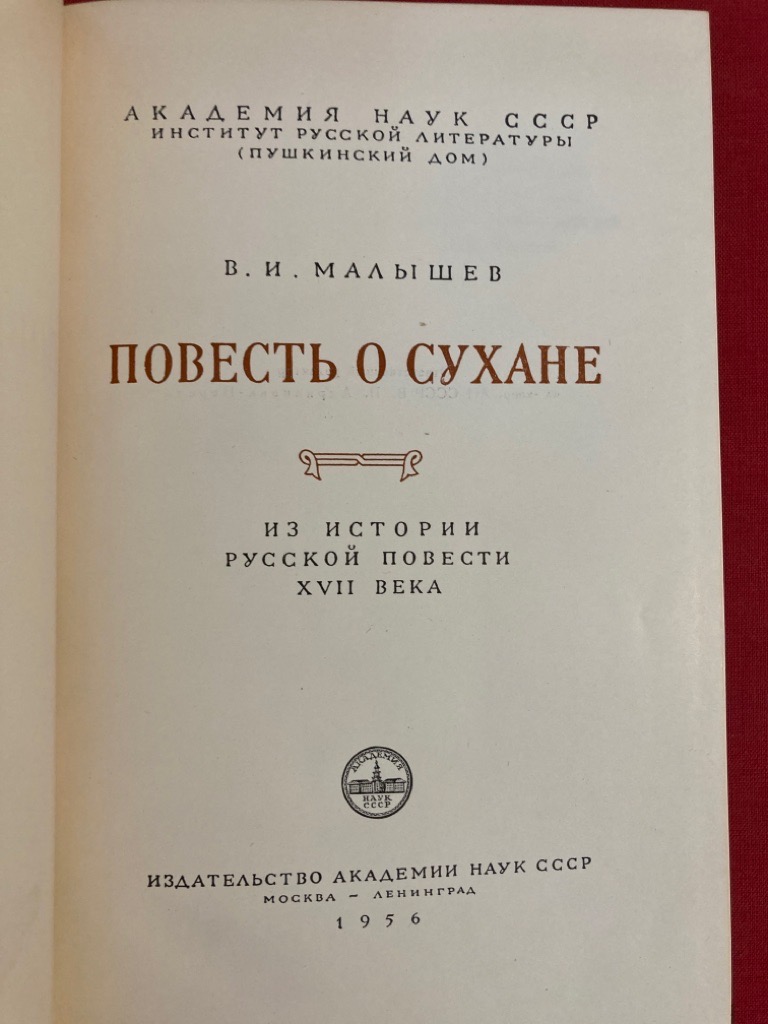 АКАДЕМИЯ НАУК СССР
ИНСТИТУТ РУССКОЙ ЛИТЕРАТУРЫ
(ПУШКИНСКИЙ ДОМ)
В. И. МАЛЫШЕВ
ПОВЕСТЬ О СУХАНЕ
ИЗ ИСТОРИИ
РУССКОЙ ПОВЕСТИ
XVII ВЕКА
АКАДЕМИЯ
НАУК
СССР
ИЗДАТЕЛЬСТВО АКАДЕМИИ НАУК СССР
МОСКВА – ЛЕНИНГРАД
1956